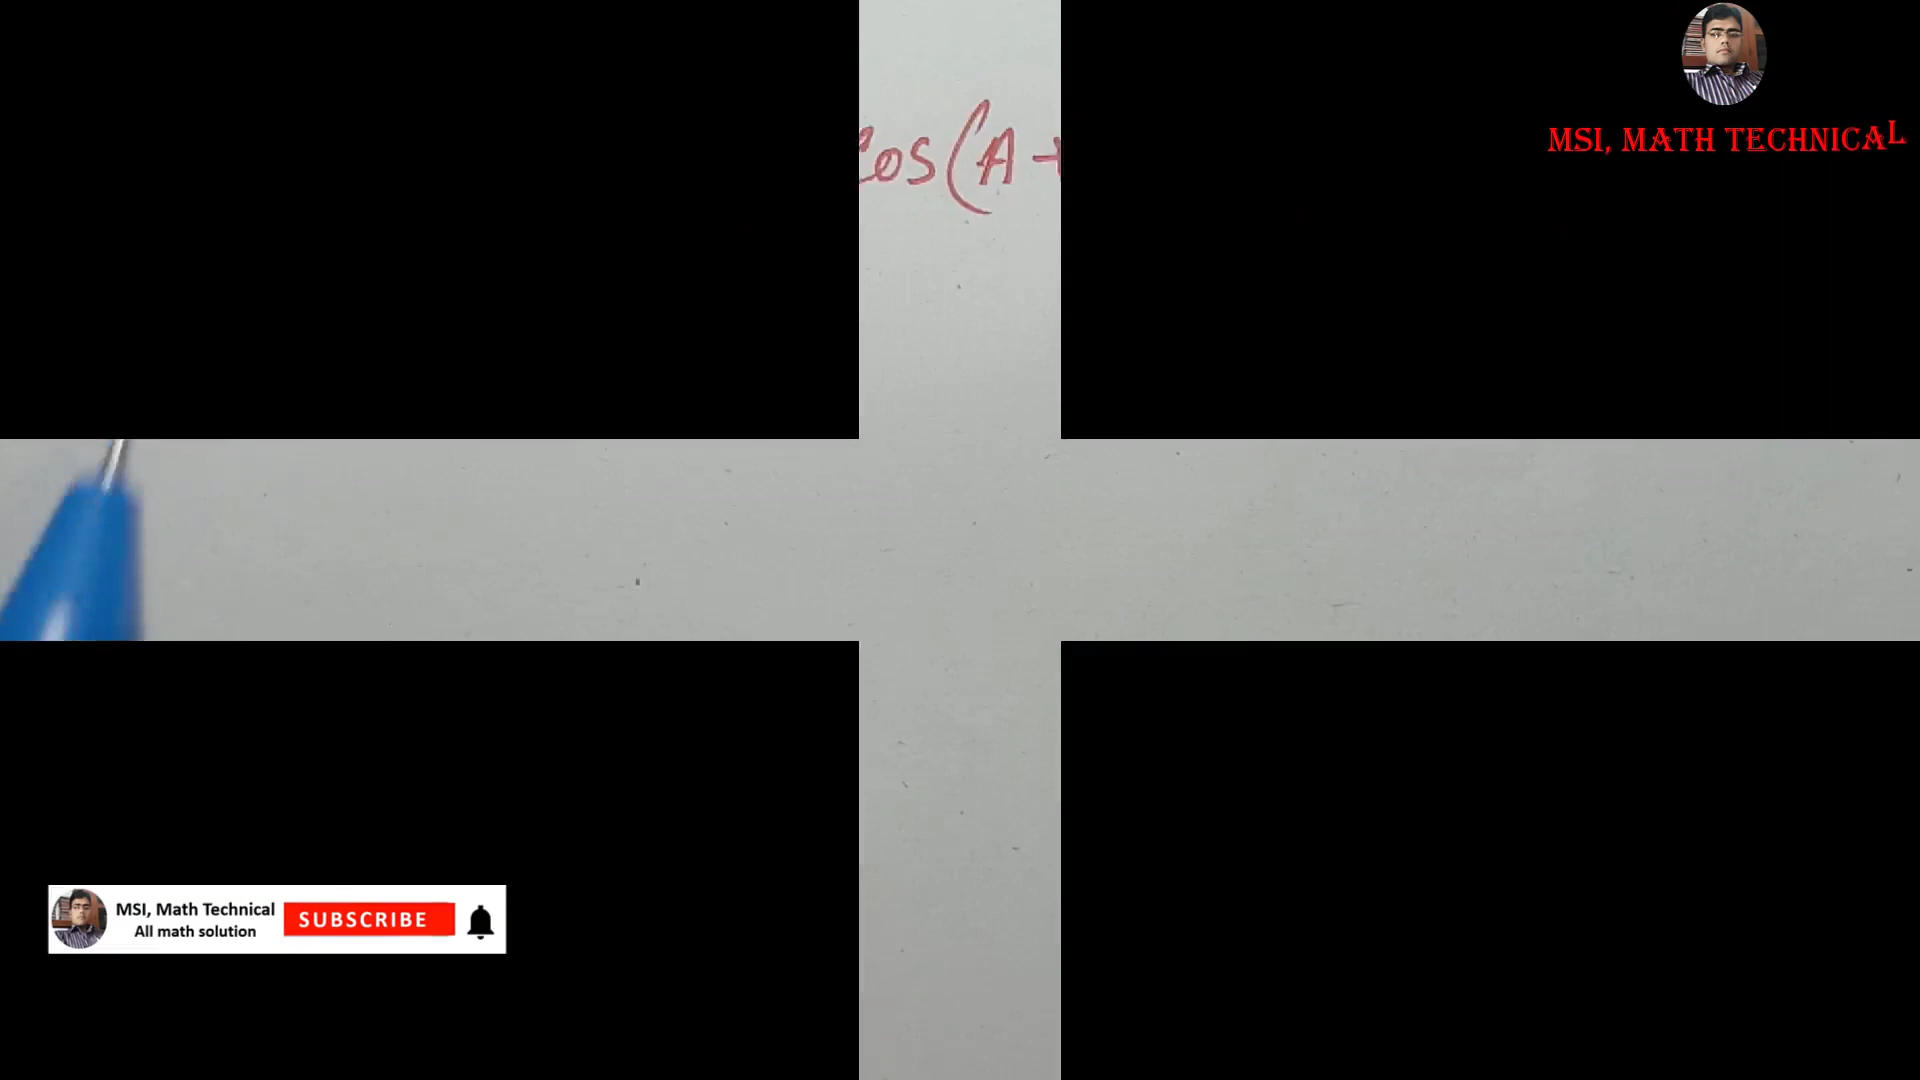 Cos(A+
MSI, MATH TECHNICAL
MSI, Math Technical
All math solution
SUBSCRIBE